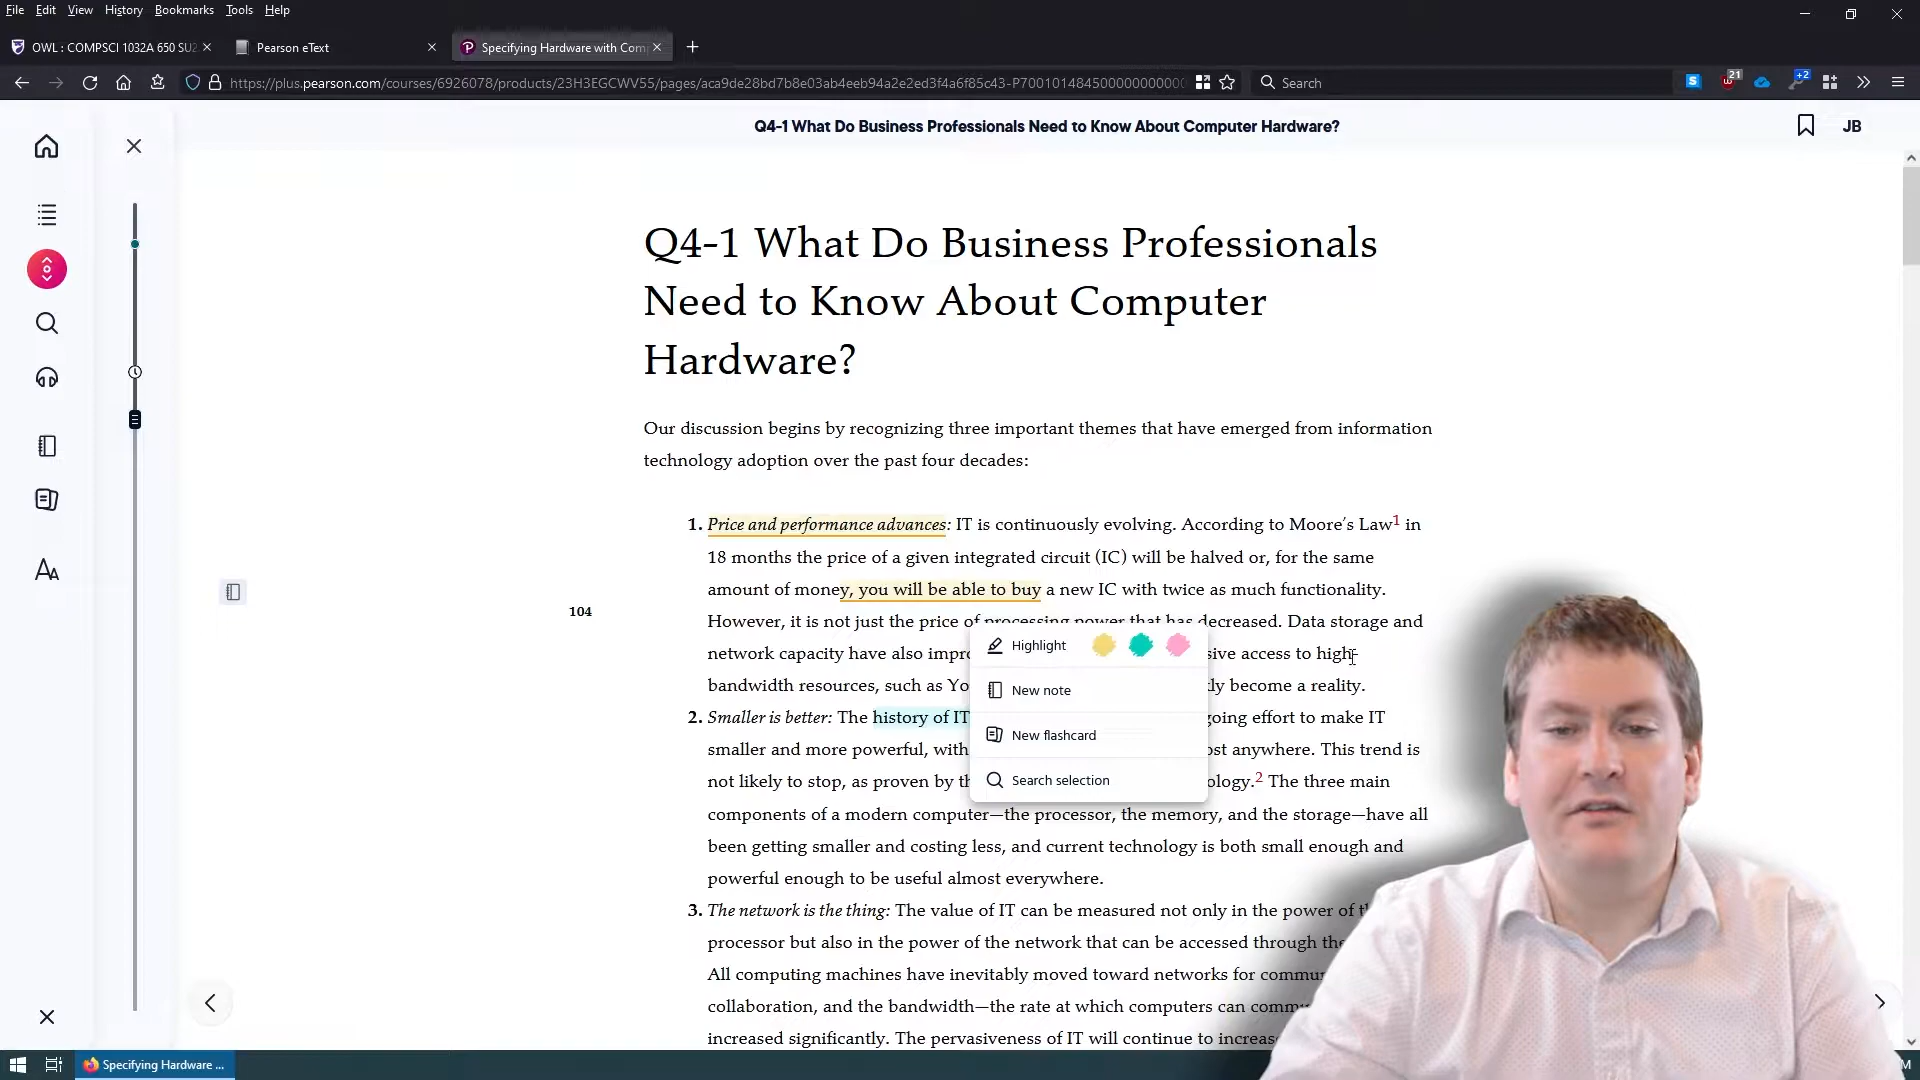 File Edit View History Bookmarks Tools Help
OWL : COMPSCI 1032A 650 SU2
Pearson eText
Specifying Hardware with Com
https://plus.pearson.com/courses/6926078/products/23H3EGCWV55/pages/aca9de28bd7b8e03ab4eeb94a2e2ed3f4a6f85c43-P7001014845000000000000
Search
21
+2
Q4-1 What Do Business Professionals Need to Know About Computer Hardware?
JB
Q4-1 What Do Business Professionals
Need to Know About Computer
Hardware?
Our discussion begins by recognizing three important themes that have emerged from information
technology adoption over the past four decades:
1. Price and performance advances: IT is continuously evolving. According to Moore's Law1 in
18 months the price of a given integrated circuit (IC) will be halved or, for the same
amount of money, you will be able to buy a new IC with twice as much functionality.
104
However, it is not just the price of processing power that has decreased. Data storage and
network capacity have also impro
sive access to high-
bandwidth resources, such as Yo
tly become a reality.
2. Smaller is better: The history of IT
going effort to make IT
smaller and more powerful, with
ost anywhere. This trend is
not likely to stop, as proven by th
ology.2 The three main
components of a modern computer—the processor, the memory, and the storage—have all
been getting smaller and costing less, and current technology is both small enough and
powerful enough to be useful almost everywhere.
3. The network is the thing: The value of IT can be measured not only in the power of
processor but also in the power of the network that can be accessed through the
All computing machines have inevitably moved toward networks for commu
collaboration, and the bandwidth—the rate at which computers can commu
increased significantly. The pervasiveness of IT will continue to increase
Highlight
New note
New flashcard
Search selection
Specifying Hardware ...
M